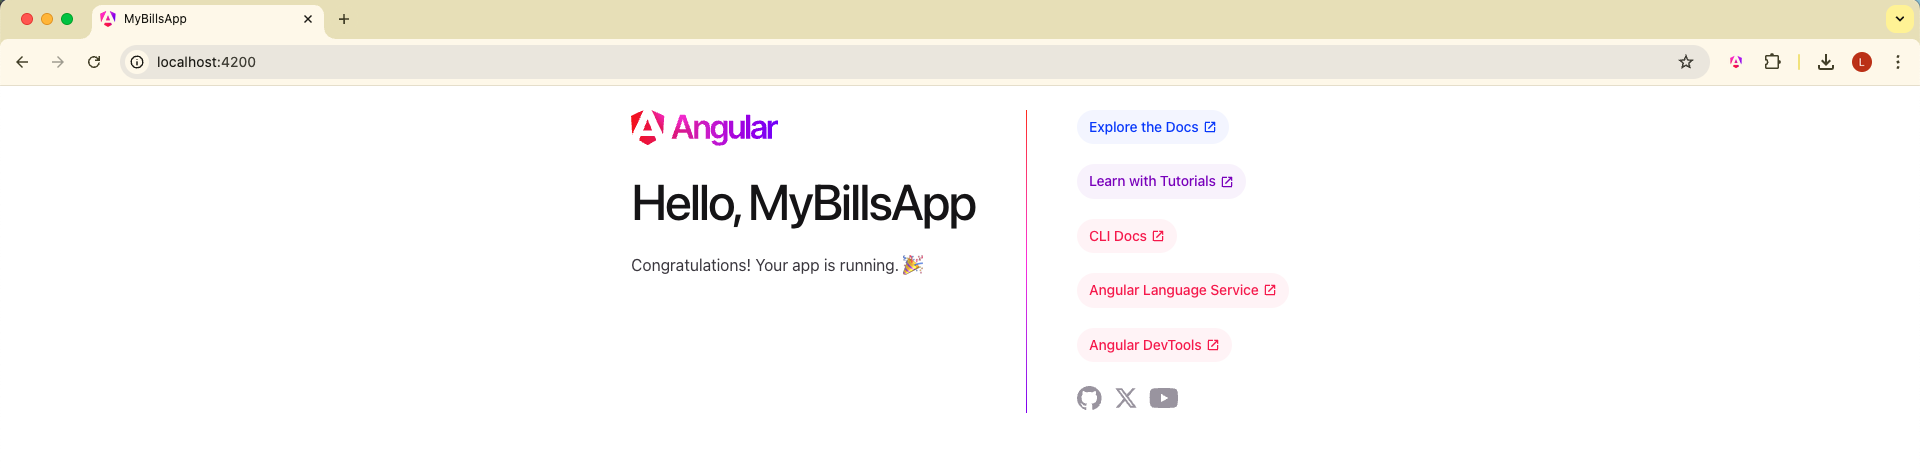 MyBillsApp
localhost:4200
L
Angular
Hello, MyBillsApp
Congratulations! Your app is running. 🎉
Explore the Docs
Learn with Tutorials
CLI Docs
Angular Language Service
Angular DevTools